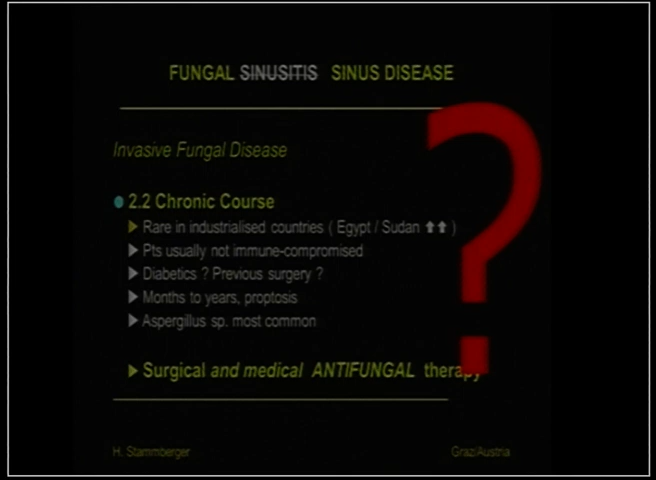 FUNGAL SINUSITIS SINUS DISEASE
Invasive Fungal Disease
2.2 Chronic Course
Rare in industrialised countries ( Egypt / Sudan ⬆⬆ )
Pts usually not immune-compromised
Diabetics ? Previous surgery ?
Months to years, proptosis
Aspergillus sp. most common
Surgical and medical ANTIFUNGAL therapy
?
H. Stammberger
Graz/Austria